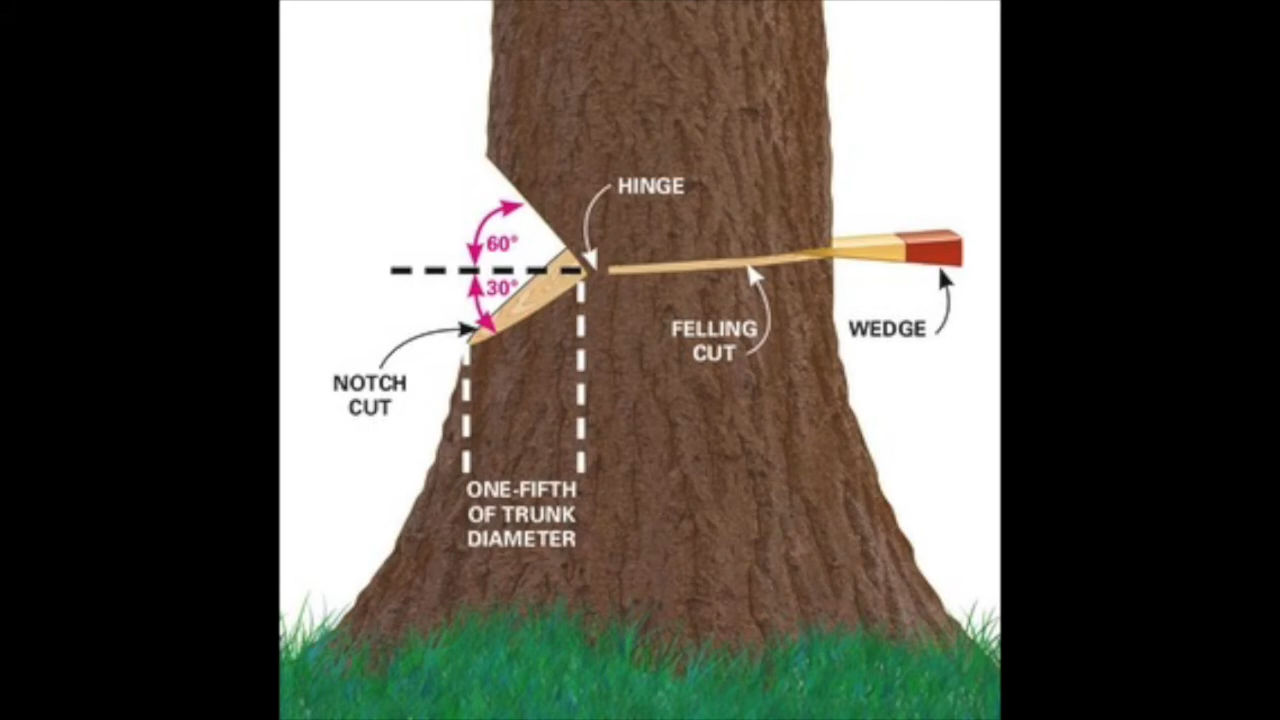 HINGE
60°
30°
FELLING
CUT
WEDGE
NOTCH
CUT
ONE-FIFTH
OF TRUNK
DIAMETER